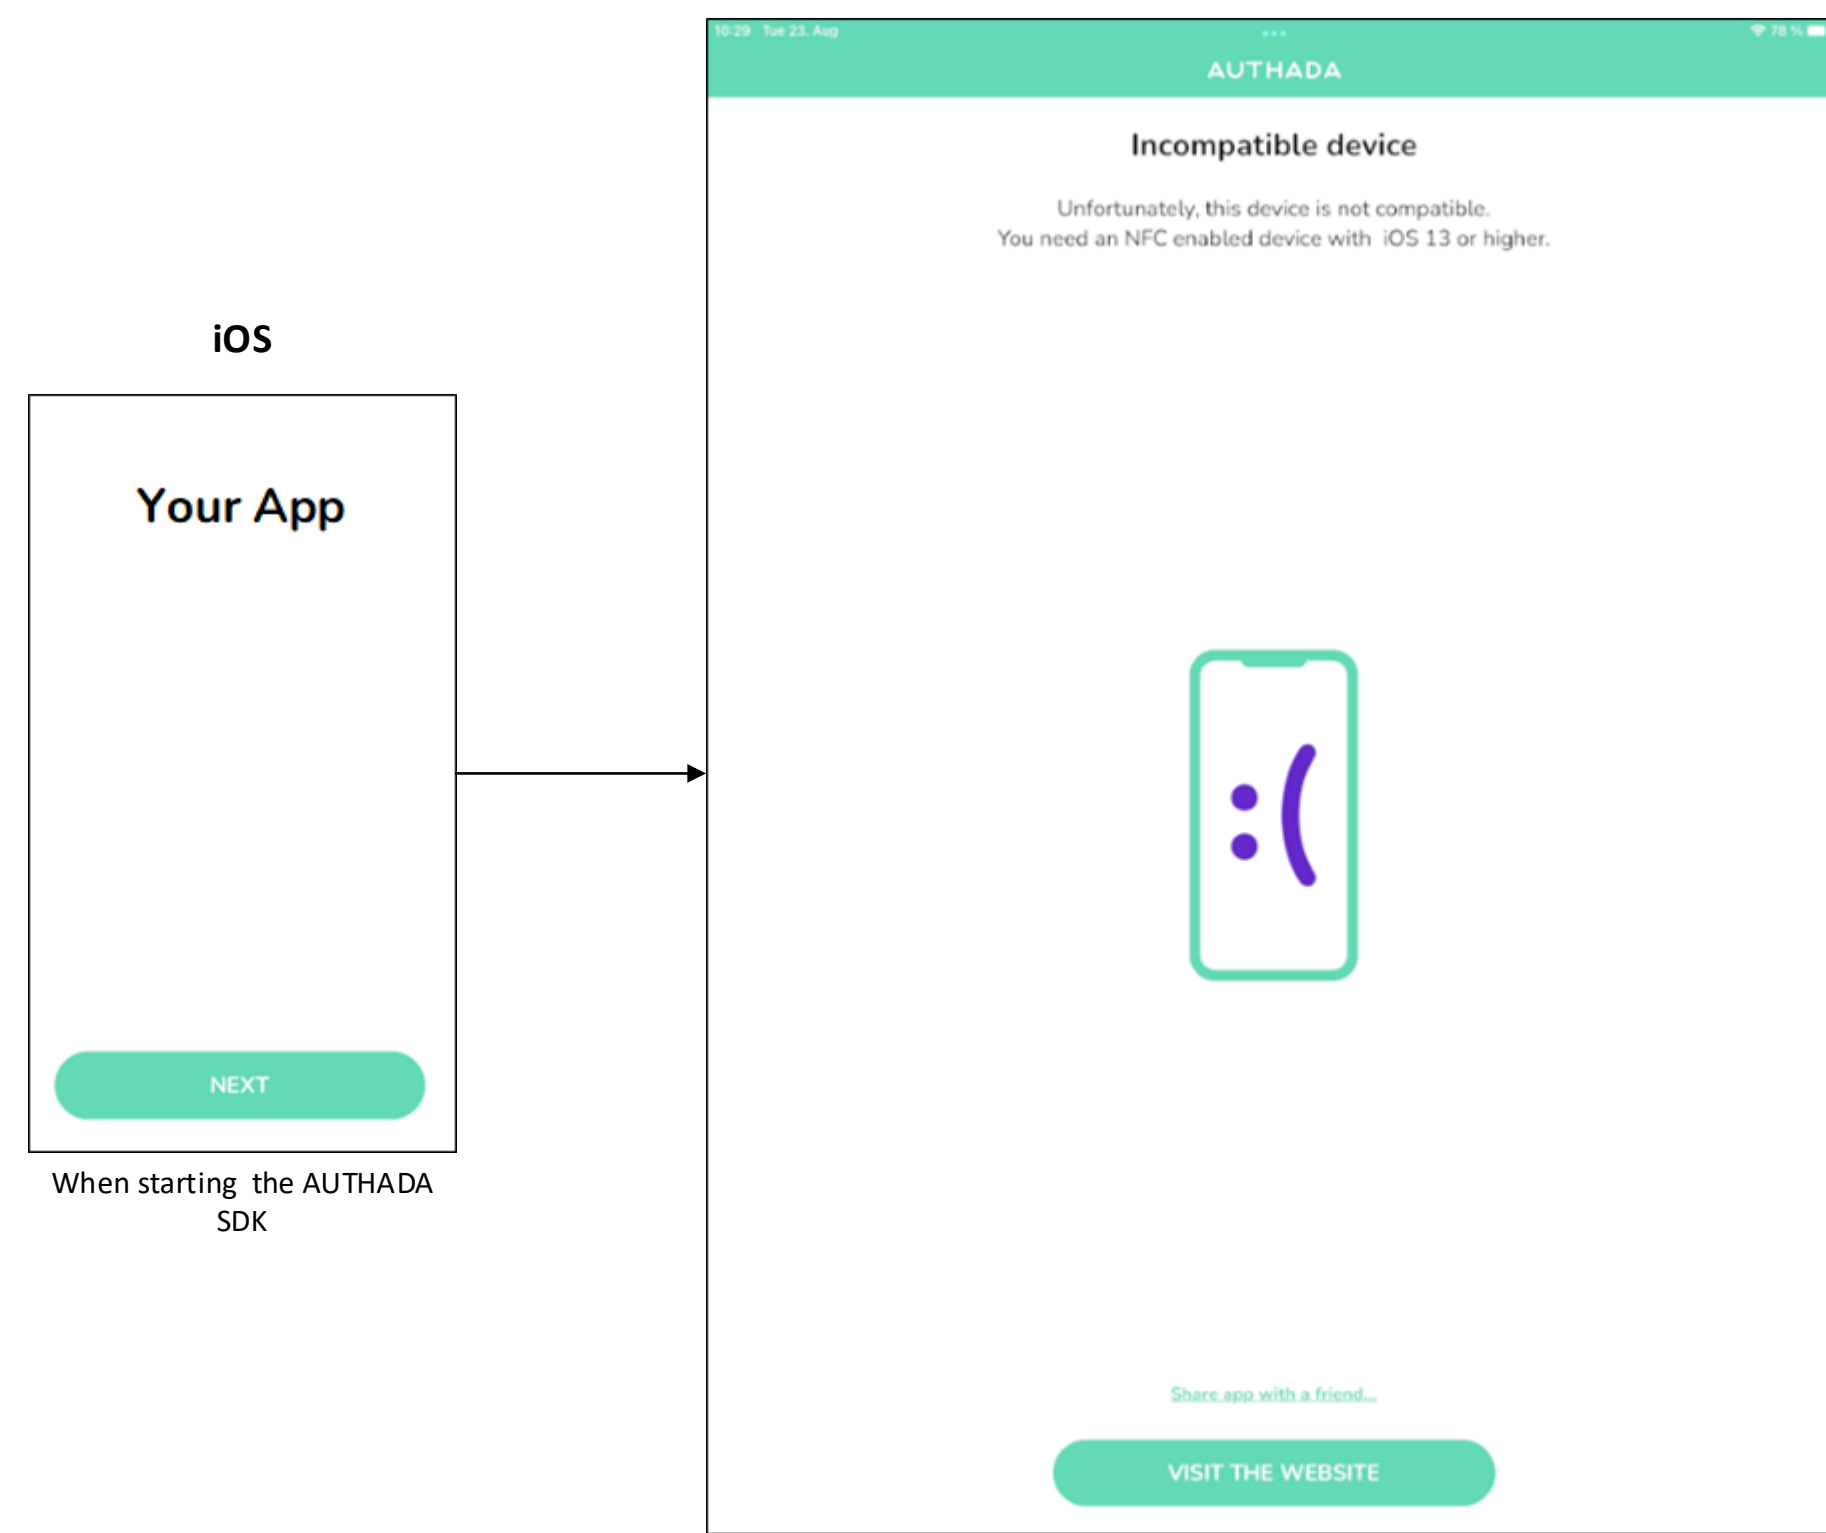 iOS
Your App
NEXT
When starting the AUTHADA
SDK
10:29 Tue 23. Aug
78 %
AUTHADA
Incompatible device
Unfortunately, this device is not compatible.
You need an NFC enabled device with iOS 13 or higher.
:(
Share app with a friend...
VISIT THE WEBSITE